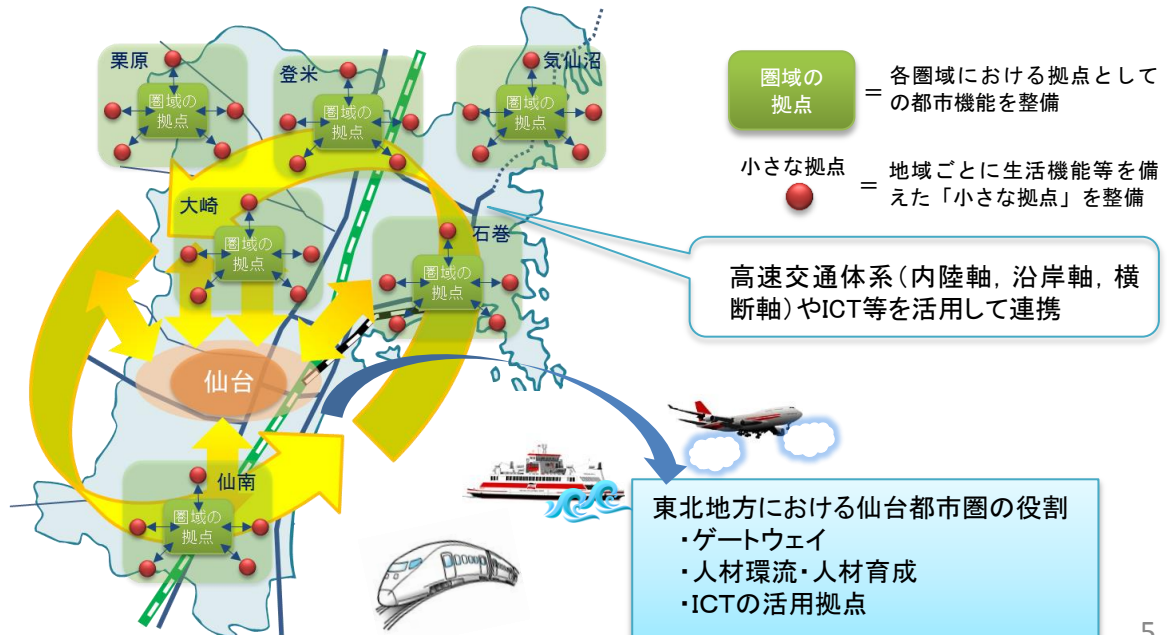 栗原
圏域の
拠点
登米
圏域の
拠点
気仙沼
圏域の
拠点
大崎
圏域の
拠点
石巻
圏域の
拠点
仙台
仙南
圏域の
拠点
圏域の
拠点
=
各圏域における拠点として
の都市機能を整備
小さな拠点
=
地域ごとに生活機能等を備
えた「小さな拠点」を整備
高速交通体系(内陸軸，沿岸軸，横
断軸)やICT等を活用して連携
東北地方における仙台都市圏の役割
・ゲートウェイ
・人材環流・人材育成
・ICTの活用拠点
5